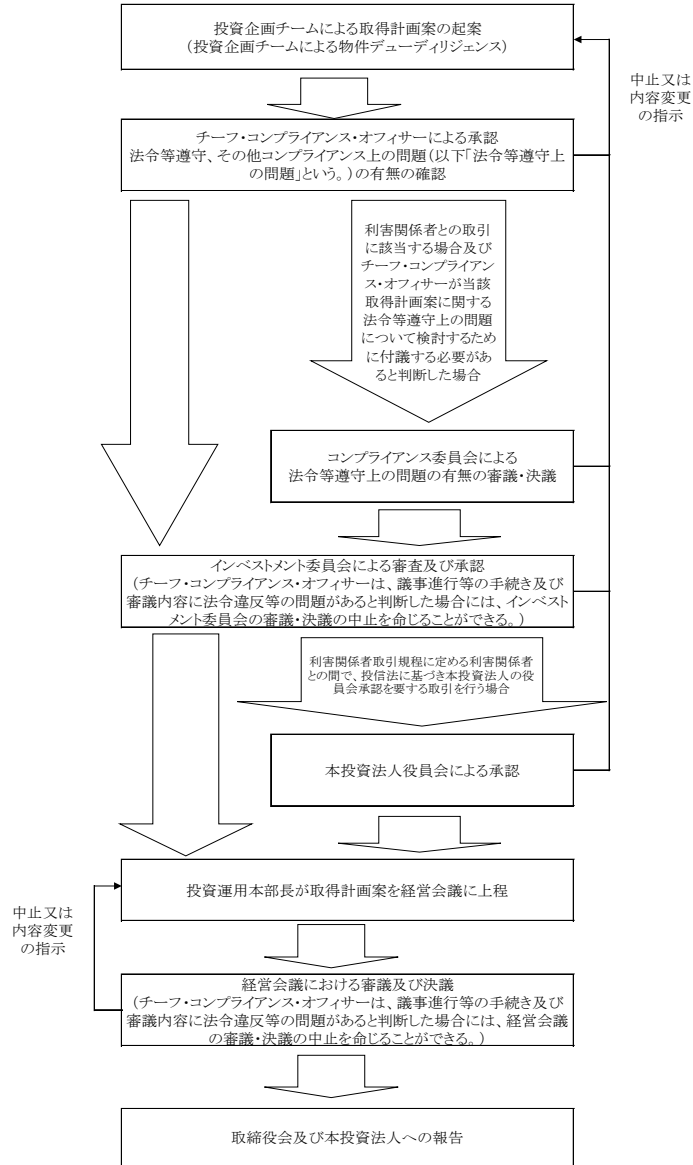 投資企画チームによる取得計画案の起案
(投資企画チームによる物件デューディリジェンス)
中止又は
内容変更
の指示
チーフ・コンプライアンス・オフィサーによる承認
法令等遵守、その他コンプライアンス上の問題(以下「法令等遵守上
の問題」という。)の有無の確認
利害関係者との取引
に該当する場合及び
チーフ・コンプライアン
ス・オフィサーが当該
取得計画案に関する
法令等遵守上の問題
について検討するため
に付議する必要があ
ると判断した場合
コンプライアンス委員会による
法令等遵守上の問題の有無の審議・決議
インベストメント委員会による審査及び承認
(チーフ・コンプライアンス・オフィサーは、議事進行等の手続き及び
審議内容に法令違反等の問題があると判断した場合には、インベスト
メント委員会の審議・決議の中止を命じることができる。)
利害関係者取引規程に定める利害関係者
との間で、投信法に基づき本投資法人の役
員会承認を要する取引を行う場合
本投資法人役員会による承認
投資運用本部長が取得計画案を経営会議に上程
中止又は
内容変更
の指示
経営会議における審議及び決議
(チーフ・コンプライアンス・オフィサーは、議事進行等の手続き及び
審議内容に法令違反等の問題があると判断した場合には、経営会議
の審議・決議の中止を命じることができる。)
取締役会及び本投資法人への報告